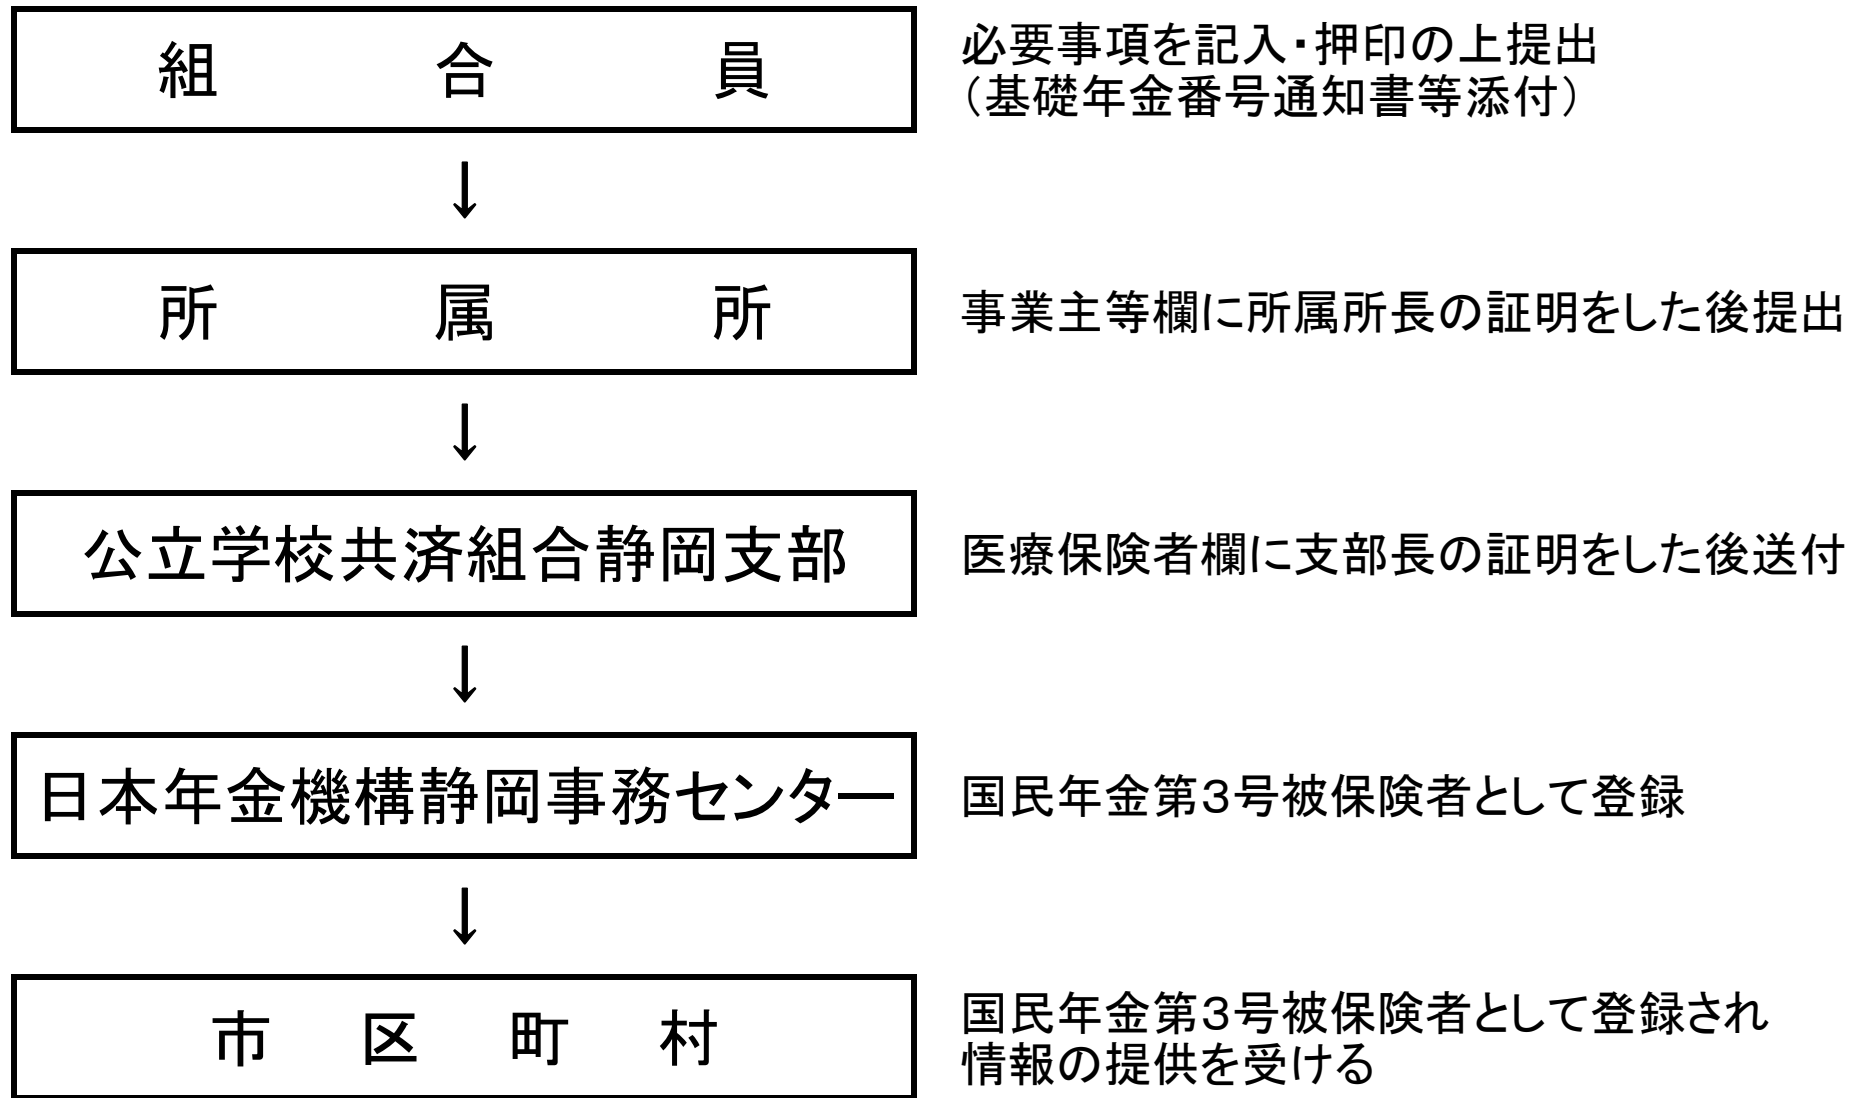 組合員
必要事項を記入・押印の上提出
（基礎年金番号通知書等添付）
↓
所属所
事業主等欄に所属所長の証明をした後提出
↓
公立学校共済組合静岡支部
医療保険者欄に支部長の証明をした後送付
↓
日本年金機構静岡事務センター
国民年金第３号被保険者として登録
↓
市区町村
国民年金第３号被保険者として登録され
情報の提供を受ける